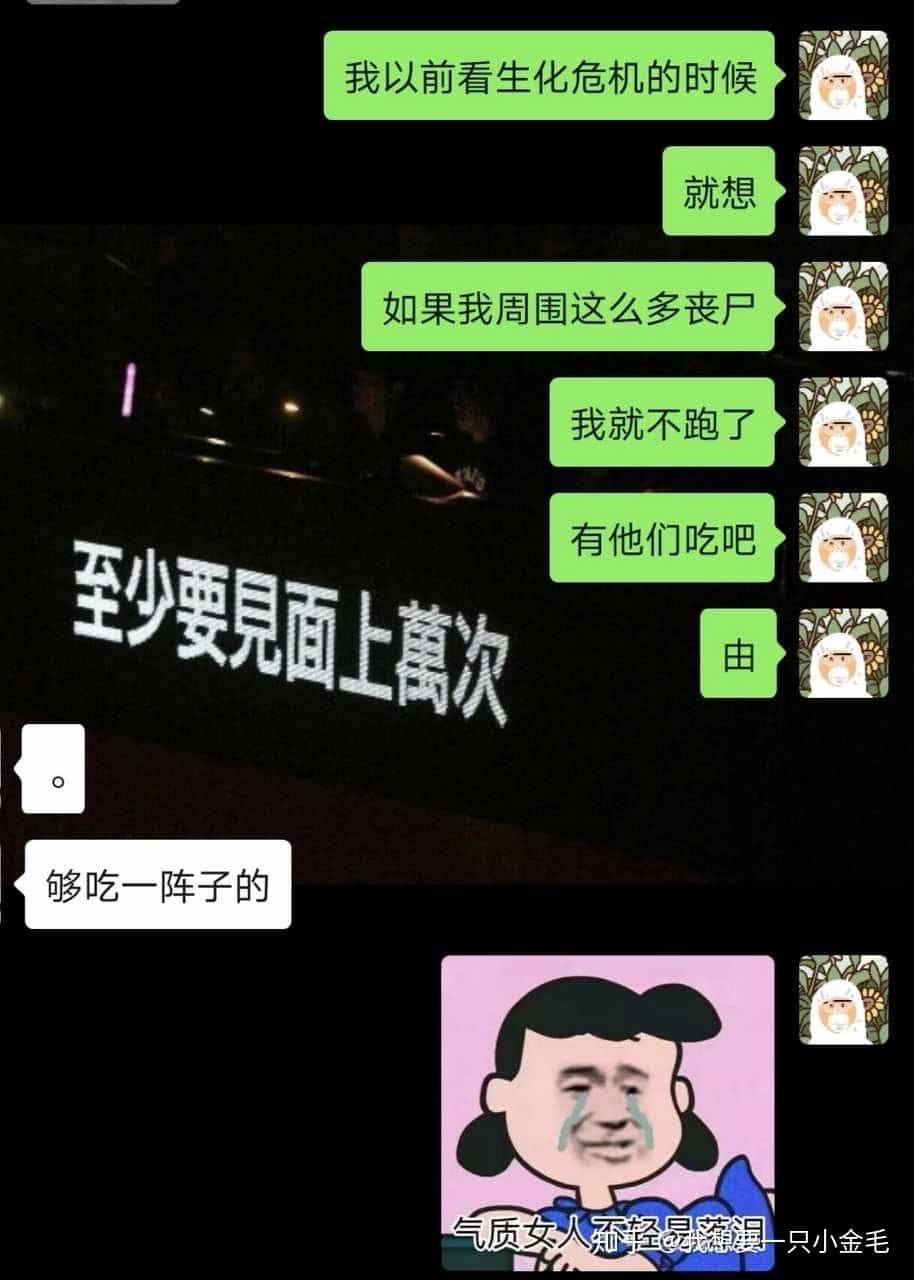 我以前看生化危机的时候
就想
如果我周围这么多丧尸
我就不跑了
有他们吃吧
至少要見面上萬次
由
。
够吃一阵子的
气质女人不轻易落泪
知乎 @我想要一只小金毛